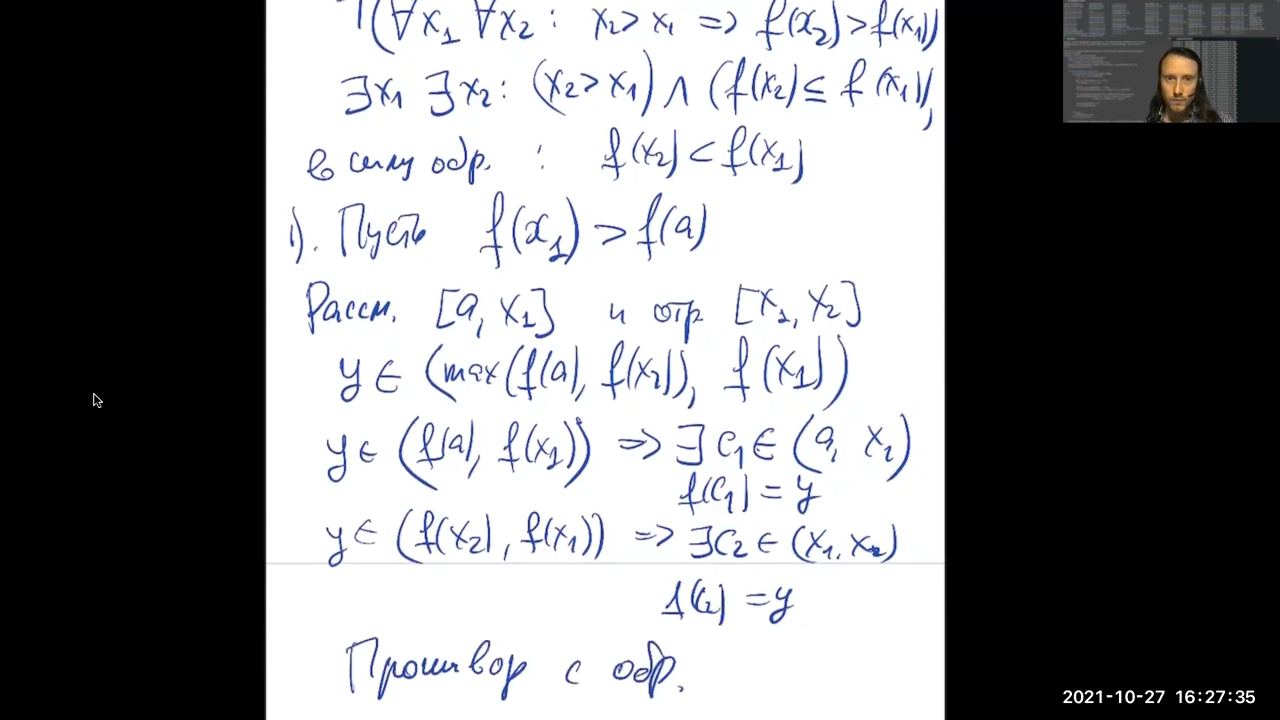 ⌉(∀x₁ ∀x₂ : x₂ > x₁ => f(x₂) > f(x₁))
∃x₁ ∃x₂ : (x₂ > x₁) ∧ (f(x₂) ≤ f(x₁)),
в силу обр. : f(x₂) < f(x₁)
1). Пусть f(x₁) > f(a)
Рассм. [a, x₁] и отр [x₁, x₂]
y ∈ (max(f(a), f(x₂)), f(x₁))
y ∈ (f(a), f(x₁)) => ∃ c₁ ∈ (a, x₁)
f(c₁) = y
y ∈ (f(x₂), f(x₁)) => ∃c₂ ∈ (x₁, x₂)
f(c₂) = y
Противор с обр.
2021-10-27 16:27:35